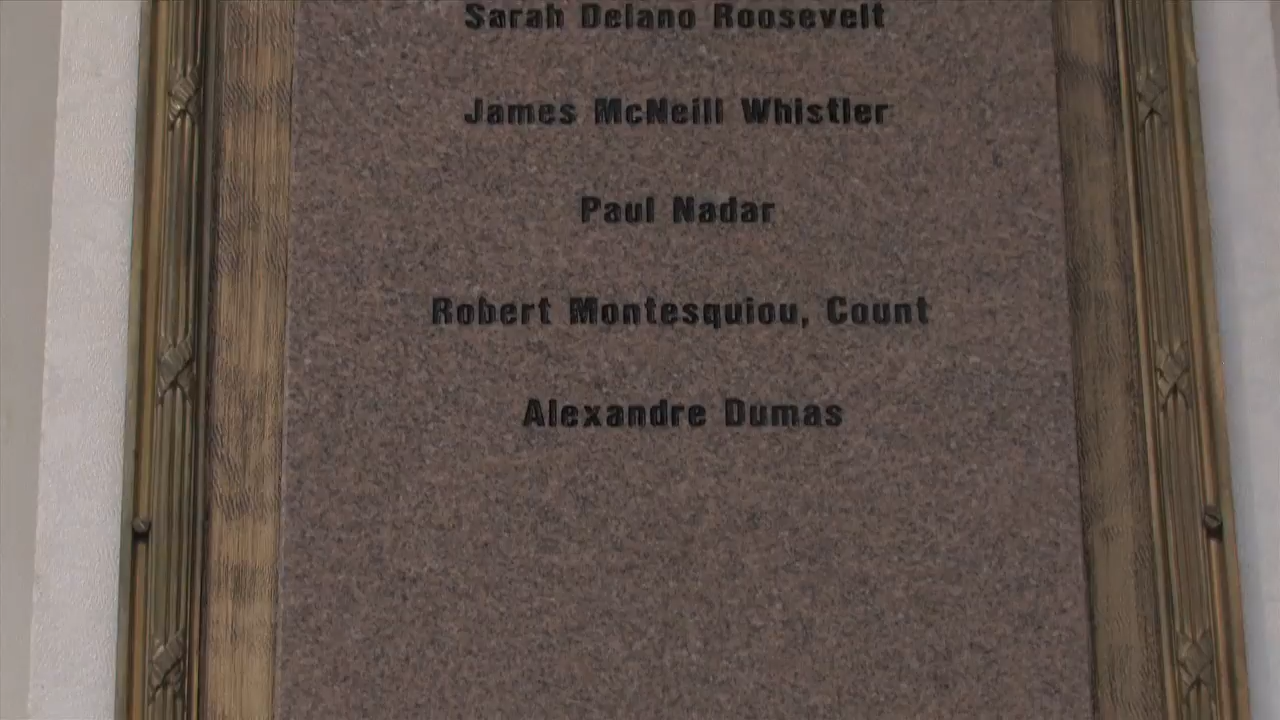 Sarah Delano Roosevelt
James McNeill Whistler
Paul Nadar
Robert Montesquiou, Count
Alexandre Dumas